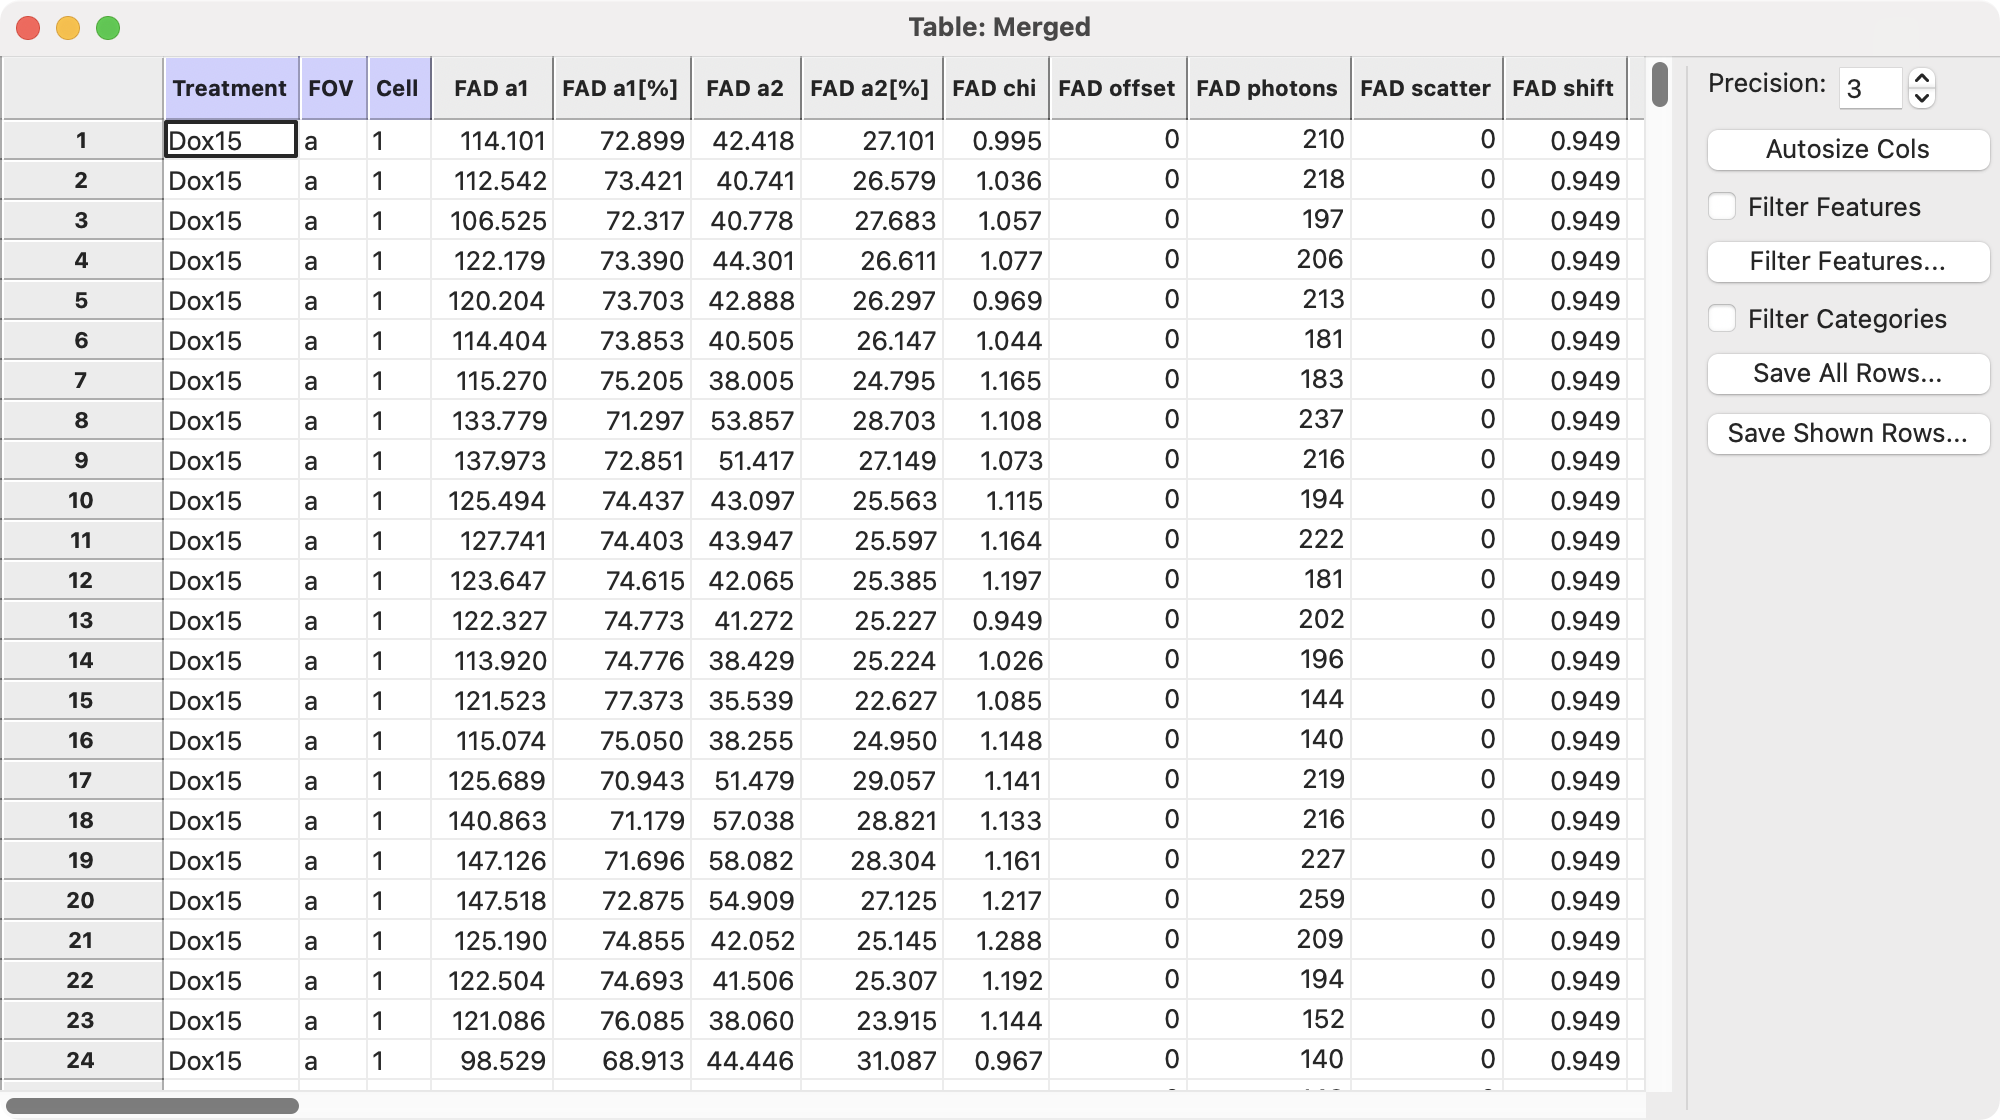 Table: Merged
Treatment FOV Cell FAD a1 FAD a1[%] FAD a2 FAD a2[%] FAD chi FAD offset FAD photons FAD scatter FAD shift
1 Dox15 a 1 114.101 72.899 42.418 27.101 0.995 0 210 0 0.949
2 Dox15 a 1 112.542 73.421 40.741 26.579 1.036 0 218 0 0.949
3 Dox15 a 1 106.525 72.317 40.778 27.683 1.057 0 197 0 0.949
4 Dox15 a 1 122.179 73.390 44.301 26.611 1.077 0 206 0 0.949
5 Dox15 a 1 120.204 73.703 42.888 26.297 0.969 0 213 0 0.949
6 Dox15 a 1 114.404 73.853 40.505 26.147 1.044 0 181 0 0.949
7 Dox15 a 1 115.270 75.205 38.005 24.795 1.165 0 183 0 0.949
8 Dox15 a 1 133.779 71.297 53.857 28.703 1.108 0 237 0 0.949
9 Dox15 a 1 137.973 72.851 51.417 27.149 1.073 0 216 0 0.949
10 Dox15 a 1 125.494 74.437 43.097 25.563 1.115 0 194 0 0.949
11 Dox15 a 1 127.741 74.403 43.947 25.597 1.164 0 222 0 0.949
12 Dox15 a 1 123.647 74.615 42.065 25.385 1.197 0 181 0 0.949
13 Dox15 a 1 122.327 74.773 41.272 25.227 0.949 0 202 0 0.949
14 Dox15 a 1 113.920 74.776 38.429 25.224 1.026 0 196 0 0.949
15 Dox15 a 1 121.523 77.373 35.539 22.627 1.085 0 144 0 0.949
16 Dox15 a 1 115.074 75.050 38.255 24.950 1.148 0 140 0 0.949
17 Dox15 a 1 125.689 70.943 51.479 29.057 1.141 0 219 0 0.949
18 Dox15 a 1 140.863 71.179 57.038 28.821 1.133 0 216 0 0.949
19 Dox15 a 1 147.126 71.696 58.082 28.304 1.161 0 227 0 0.949
20 Dox15 a 1 147.518 72.875 54.909 27.125 1.217 0 259 0 0.949
21 Dox15 a 1 125.190 74.855 42.052 25.145 1.288 0 209 0 0.949
22 Dox15 a 1 122.504 74.693 41.506 25.307 1.192 0 194 0 0.949
23 Dox15 a 1 121.086 76.085 38.060 23.915 1.144 0 152 0 0.949
24 Dox15 a 1 98.529 68.913 44.446 31.087 0.967 0 140 0 0.949
Precision: 3
Autosize Cols
Filter Features
Filter Features...
Filter Categories
Save All Rows...
Save Shown Rows...